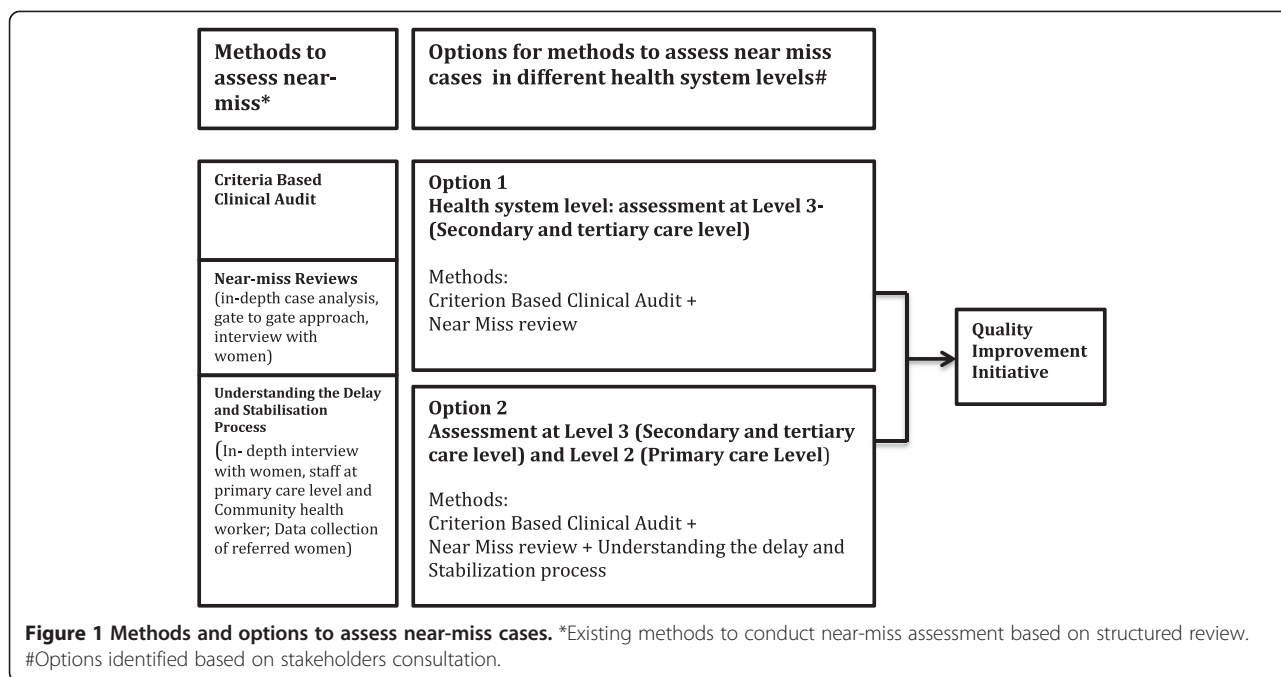 Methods to
assess near-
miss*
Options for methods to assess near miss
cases in different health system levels#
Criteria Based
Clinical Audit
Near-miss Reviews
(in-depth case analysis,
gate to gate approach,
interview with
women)
Understanding the Delay
and Stabilisation
Process
(In- depth interview
with women, staff at
primary care level and
Community health
worker; Data collection
of referred women)
Option 1
Health system level: assessment at Level 3-
(Secondary and tertiary care level)
Methods:
Criterion Based Clinical Audit +
Near Miss review
Option 2
Assessment at Level 3 (Secondary and tertiary
care level) and Level 2 (Primary care Level)
Methods:
Criterion Based Clinical Audit +
Near Miss review + Understanding the delay and
Stabilization process
Quality
Improvement
Initiative
Figure 1 Methods and options to assess near-miss cases. *Existing methods to conduct near-miss assessment based on structured review.
#Options identified based on stakeholders consultation.